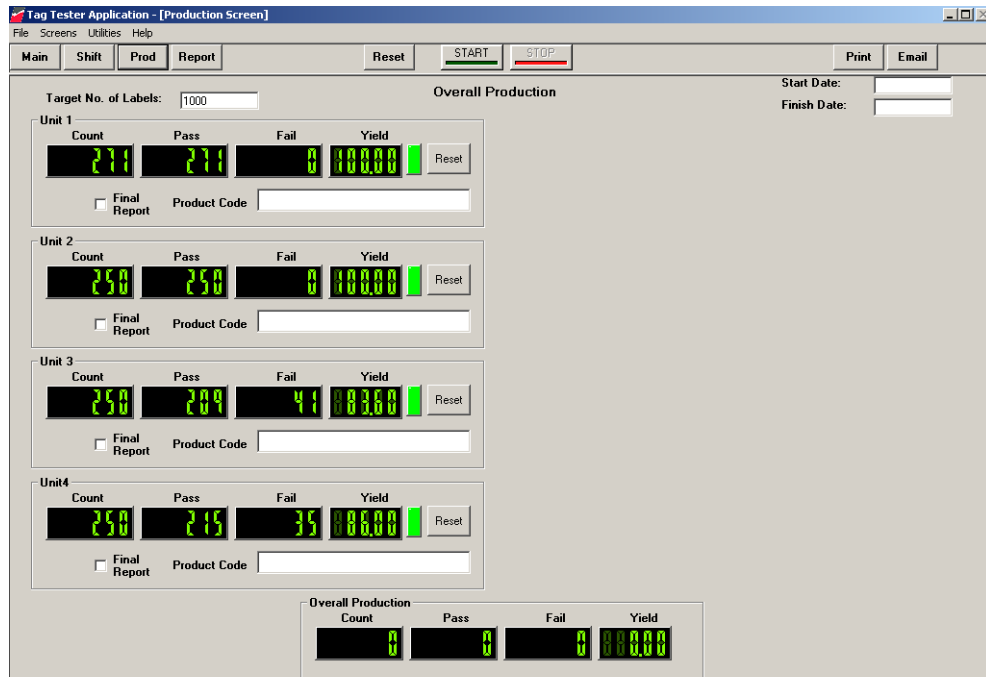 Tag Tester Application - [Production Screen]
File Screens Utilities Help
Main Shift Prod Report Reset START STOP Print Email
Target No. of Labels: 1000
Overall Production
Start Date:
Finish Date:
Unit 1
Count Pass Fail Yield
271 271 0 100.00 Reset
Final Report
Product Code
Unit 2
Count Pass Fail Yield
250 250 0 100.00 Reset
Final Report
Product Code
Unit 3
Count Pass Fail Yield
250 209 41 83.60 Reset
Final Report
Product Code
Unit4
Count Pass Fail Yield
250 215 35 86.00 Reset
Final Report
Product Code
Overall Production
Count Pass Fail Yield
0 0 0 0.00